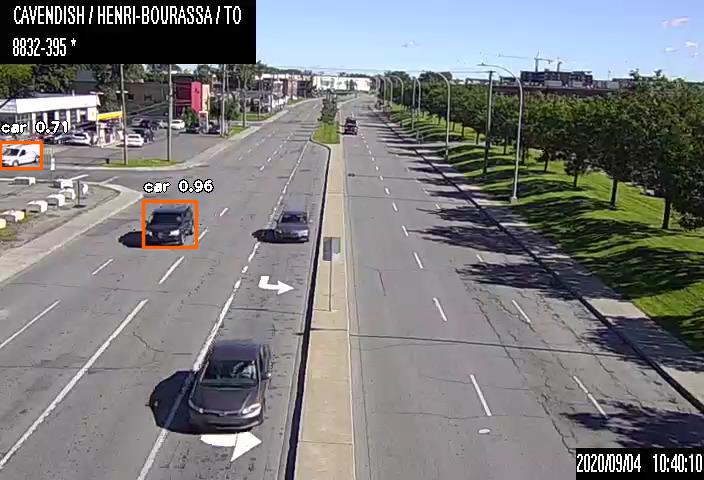 CAVENDISH / HENRI-BOURASSA / TO
8832-395 *
car 0.71
car 0.96
2020/09/04 10:40:10